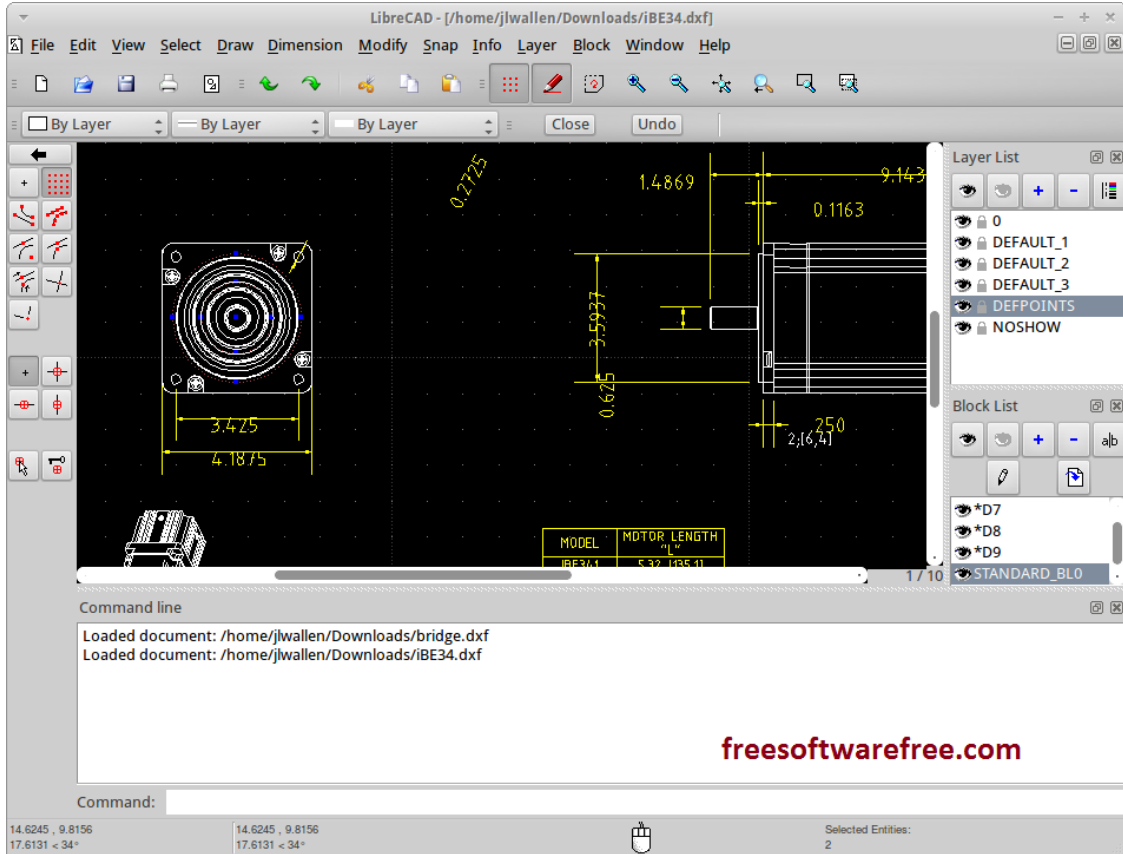 LibreCAD - [/home/jlwallen/Downloads/iBE34.dxf]
File Edit View Select Draw Dimension Modify Snap Info Layer Block Window Help
By Layer By Layer By Layer Close Undo
Layer List
0
DEFAULT_1
DEFAULT_2
DEFAULT_3
DEFPOINTS
NOSHOW
0.2725
1.4869
9.143
0.1163
3.5937
0.625
250
2;[6,4]
3.425
4.1875
MODEL
MOTOR LENGTH
"L"
IBE341
5.32 [135.1]
1 / 10
Block List
a|b
*D7
*D8
*D9
STANDARD_BL0
Command line
Loaded document: /home/jlwallen/Downloads/bridge.dxf
Loaded document: /home/jlwallen/Downloads/iBE34.dxf
freesoftwarefree.com
Command:
14.6245 , 9.8156
17.6131 < 34°
14.6245 , 9.8156
17.6131 < 34°
Selected Entities:
2